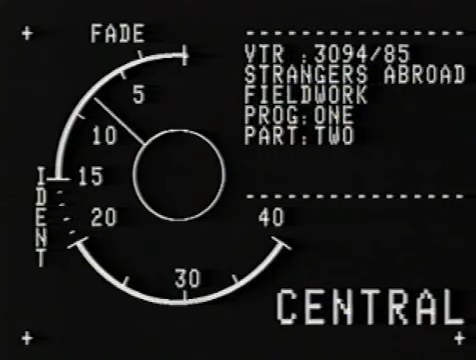 FADE
5
10
15
20
30
40
IDENT
VTR :3094/85
STRANGERS ABROAD
FIELDWORK
PROG:ONE
PART:TWO
CENTRAL